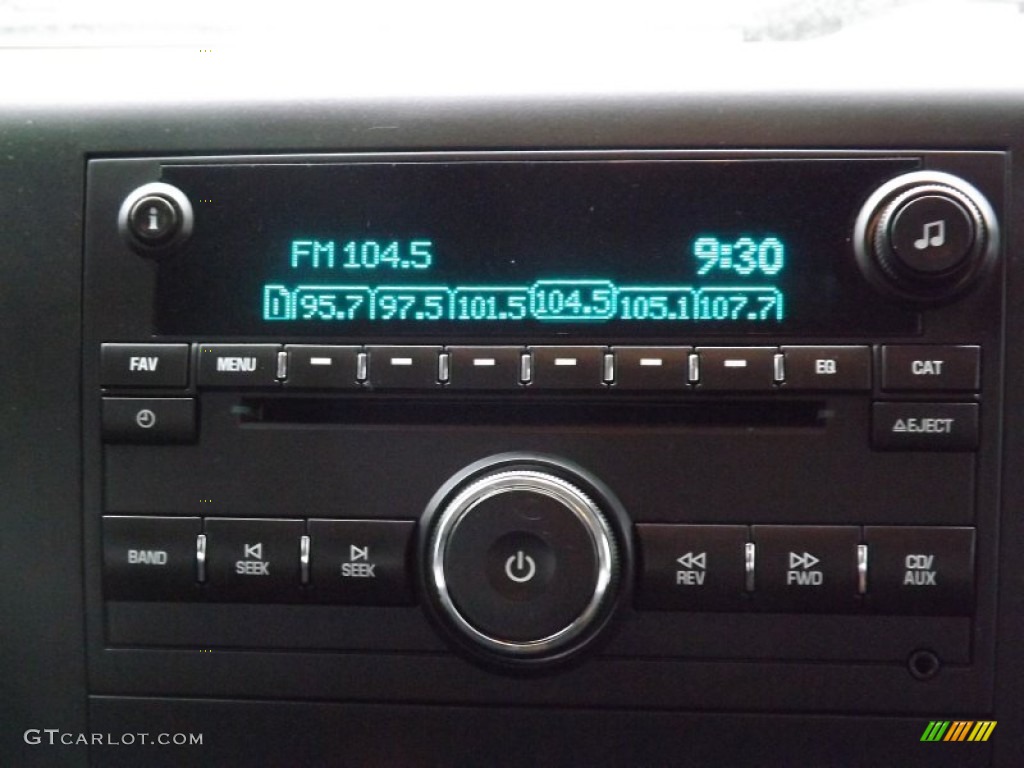 FM 104.5 9:30
95.7 97.5 101.5 104.5 105.1 107.7
FAV MENU EQ CAT
EJECT
BAND SEEK SEEK REV FWD CD/
AUX
GTCARLOT.COM